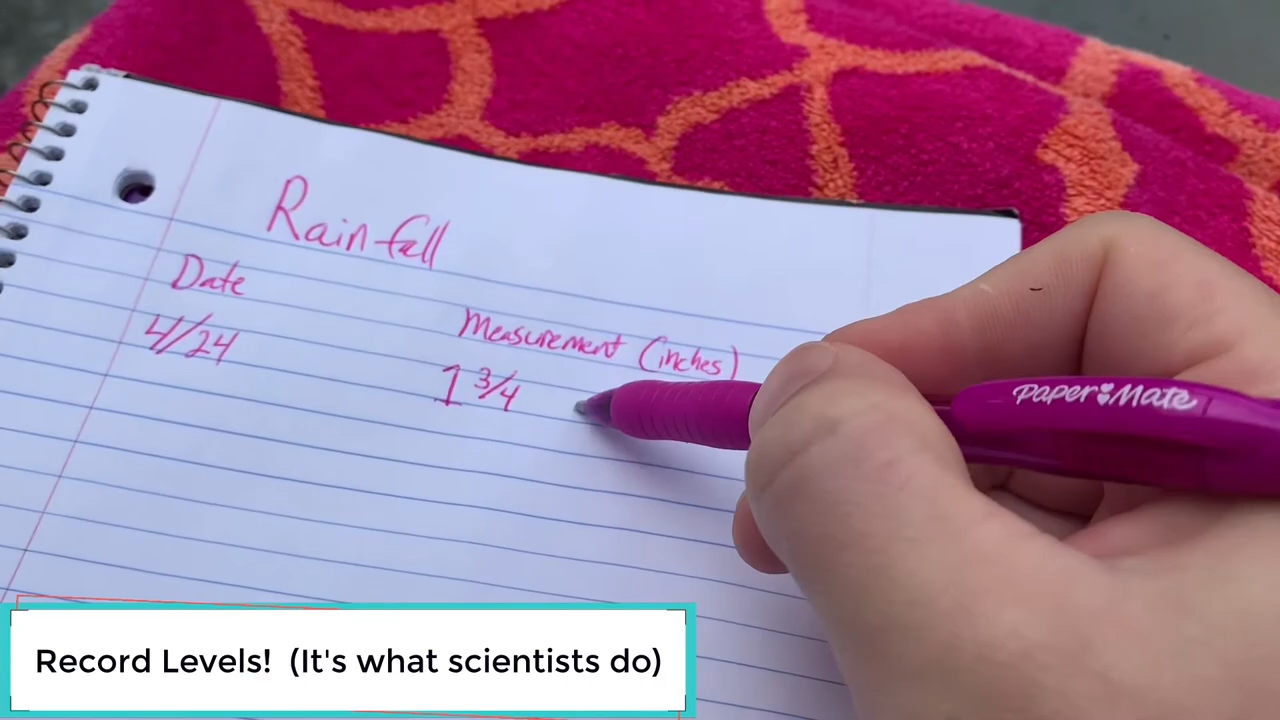 Rainfall
Date
Measurement (inches)
4/24
1 3/4
PAPER MATE
Record Levels! (It's what scientists do)